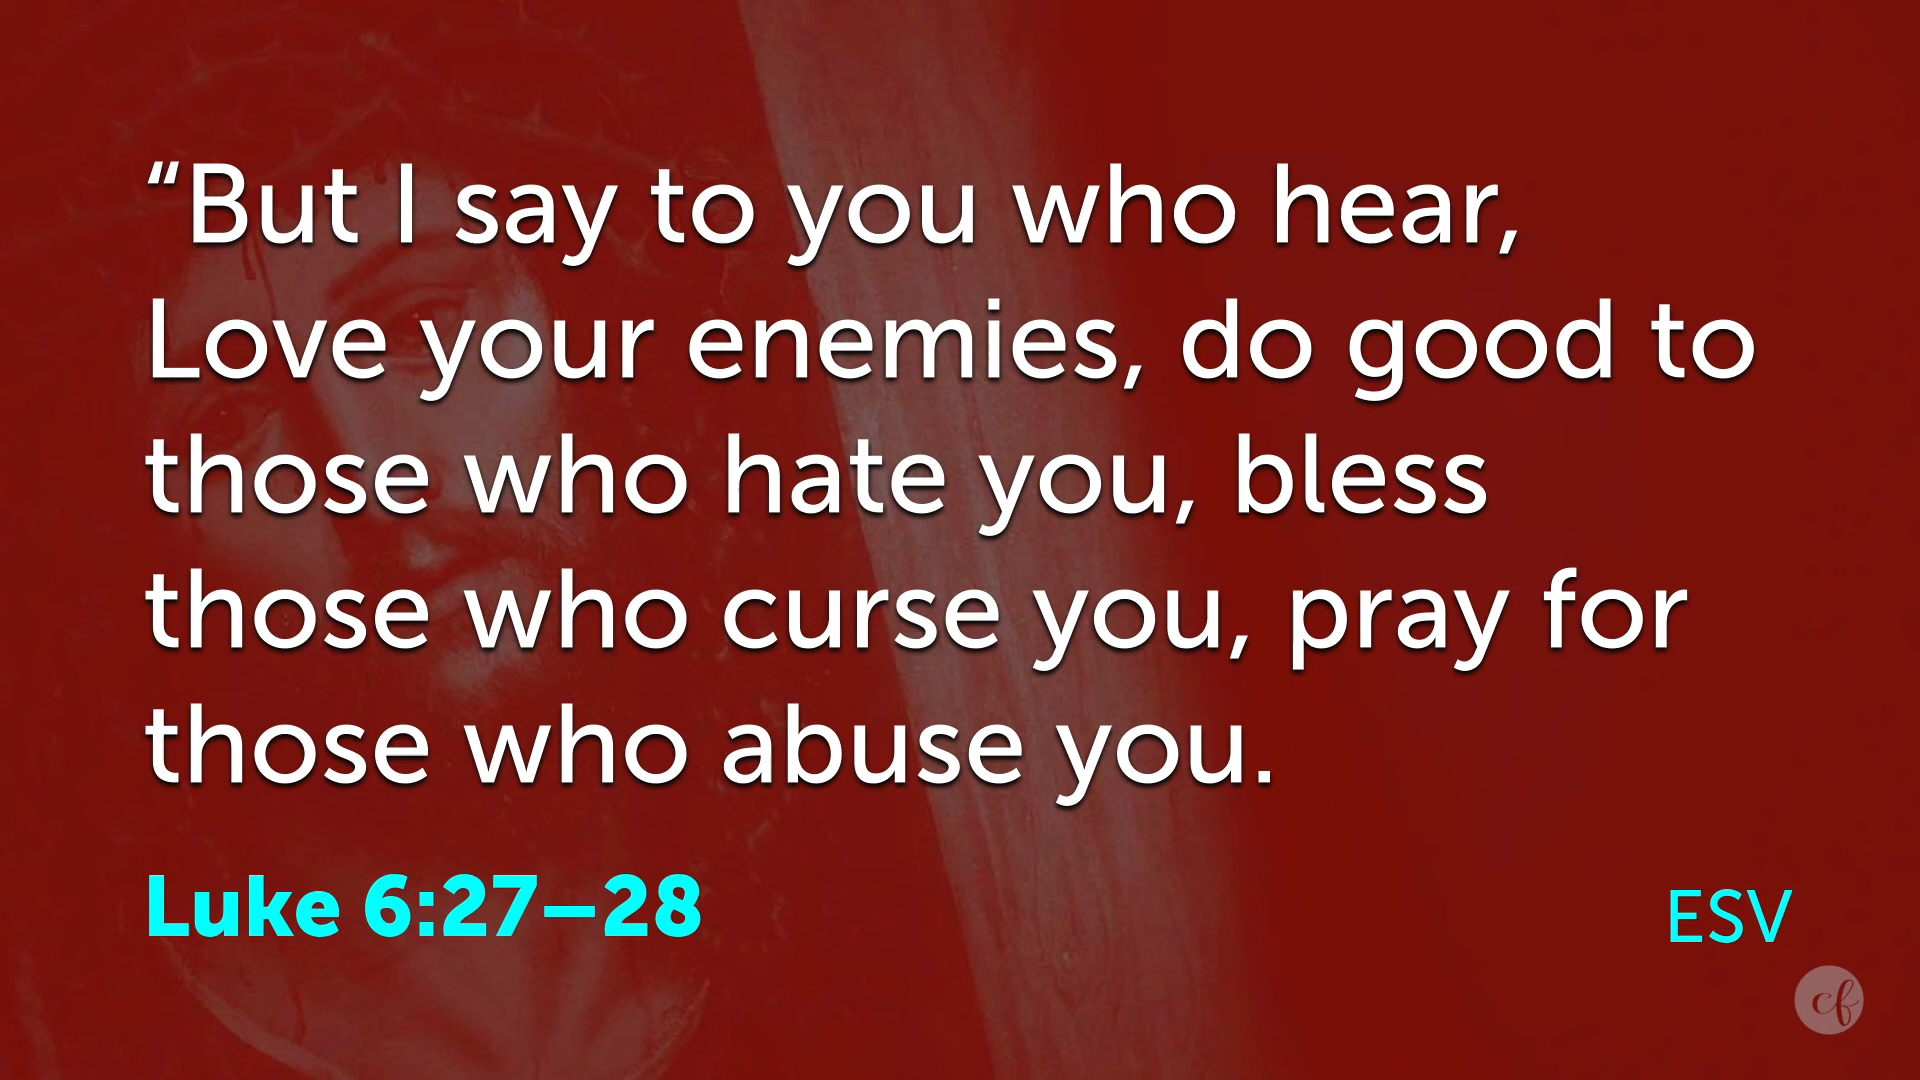 “But I say to you who hear,
Love your enemies, do good to
those who hate you, bless
those who curse you, pray for
those who abuse you.
Luke 6:27–28
ESV
cf